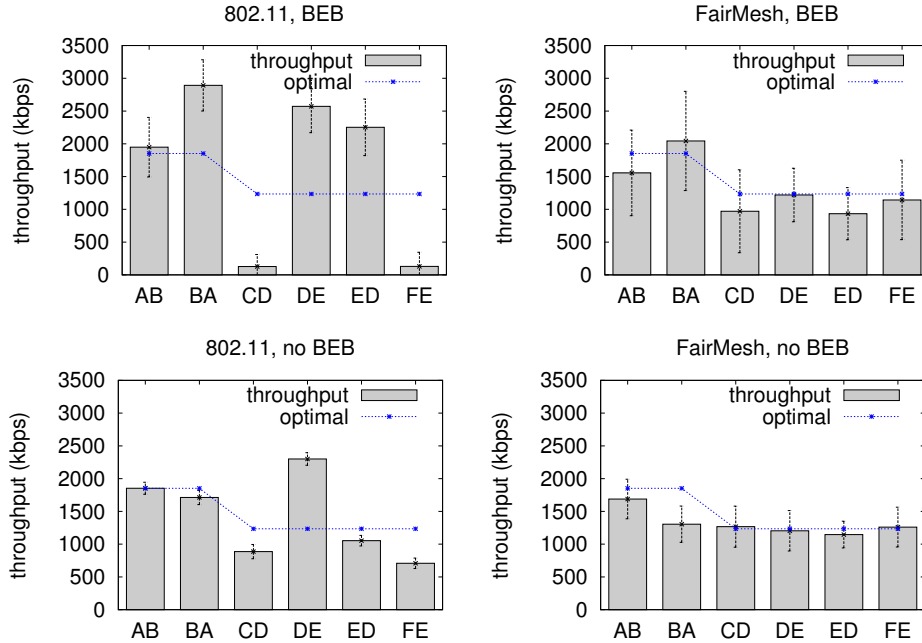 802.11, BEB
throughput (kbps)
3500
3000
2500
2000
1500
1000
500
0
throughput
optimal
AB BA CD DE ED FE
FairMesh, BEB
throughput (kbps)
3500
3000
2500
2000
1500
1000
500
0
throughput
optimal
AB BA CD DE ED FE
802.11, no BEB
throughput (kbps)
3500
3000
2500
2000
1500
1000
500
0
throughput
optimal
AB BA CD DE ED FE
FairMesh, no BEB
throughput (kbps)
3500
3000
2500
2000
1500
1000
500
0
throughput
optimal
AB BA CD DE ED FE